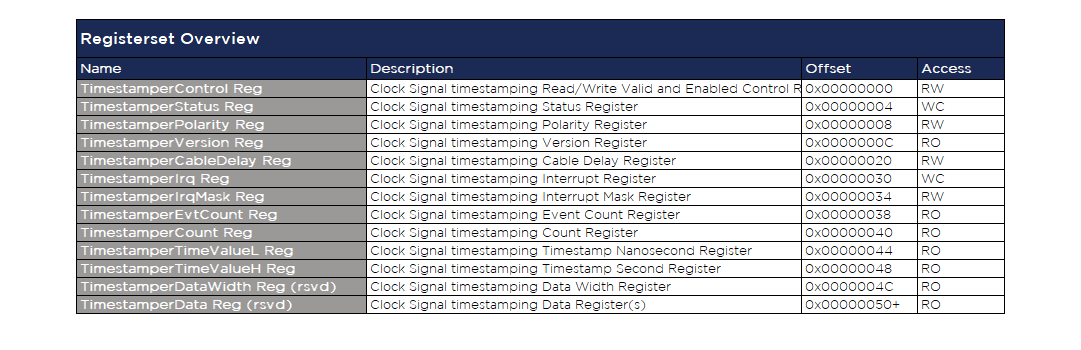 Registerset Overview
Name Description Offset Access
TimestamperControl Reg Clock Signal timestamping Read/Write Valid and Enabled Control R 0x00000000 RW
TimestamperStatus Reg Clock Signal timestamping Status Register 0x00000004 WC
TimestamperPolarity Reg Clock Signal timestamping Polarity Register 0x00000008 RW
TimestamperVersion Reg Clock Signal timestamping Version Register 0x0000000C RO
TimestamperCableDelay Reg Clock Signal timestamping Cable Delay Register 0x00000020 RW
TimestamperIrq Reg Clock Signal timestamping Interrupt Register 0x00000030 WC
TimestamperIrqMask Reg Clock Signal timestamping Interrupt Mask Register 0x00000034 RW
TimestamperEvtCount Reg Clock Signal timestamping Event Count Register 0x00000038 RO
TimestamperCount Reg Clock Signal timestamping Count Register 0x00000040 RO
TimestamperTimeValueL Reg Clock Signal timestamping Timestamp Nanosecond Register 0x00000044 RO
TimestamperTimeValueH Reg Clock Signal timestamping Timestamp Second Register 0x00000048 RO
TimestamperDataWidth Reg (rsvd) Clock Signal timestamping Data Width Register 0x0000004C RO
TimestamperData Reg (rsvd) Clock Signal timestamping Data Register(s) 0x00000050+ RO